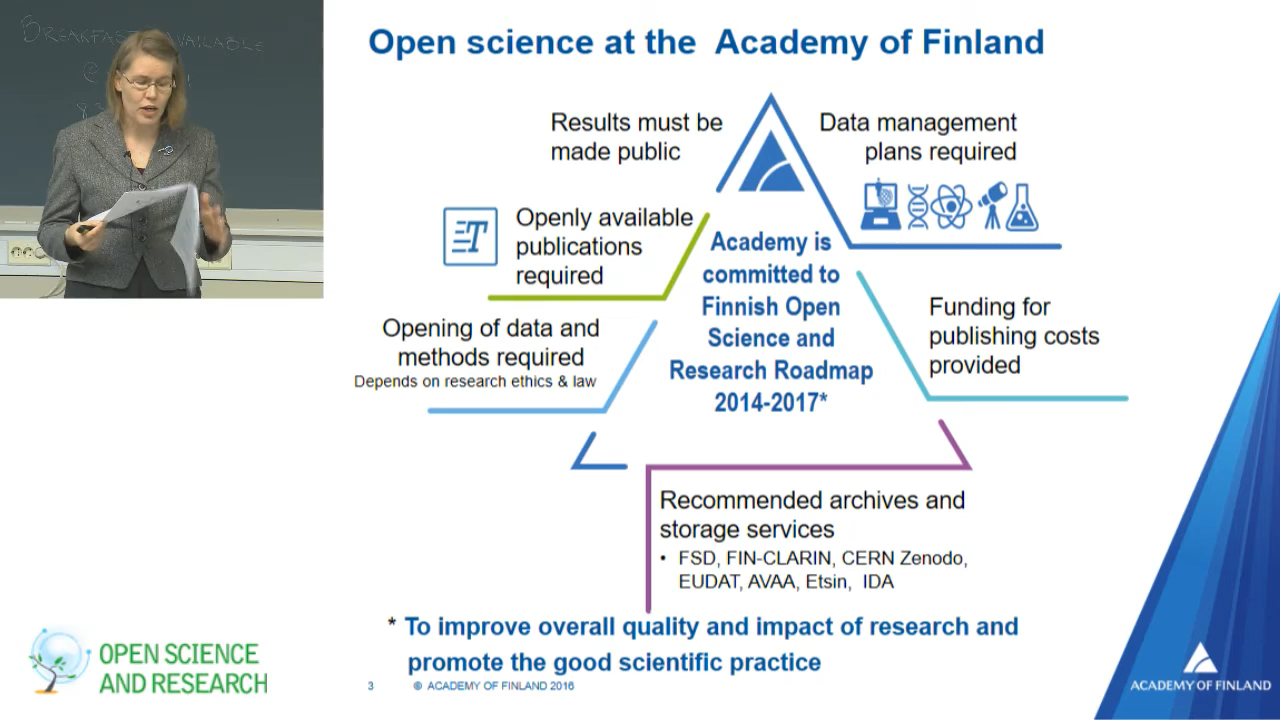 BREAKFAST AVAILABLE
Open science at the Academy of Finland
Results must be
made public
Data management
plans required
T
Openly available
publications
required
Academy is
committed to
Finnish Open
Science and
Research Roadmap
2014-2017*
Opening of data and
methods required
Depends on research ethics & law
Funding for
publishing costs
provided
Recommended archives and
storage services
• FSD, FIN-CLARIN, CERN Zenodo,
EUDAT, AVAA, Etsin, IDA
* To improve overall quality and impact of research and
promote the good scientific practice
OPEN SCIENCE
AND RESEARCH
3 © ACADEMY OF FINLAND 2016
ACADEMY OF FINLAND